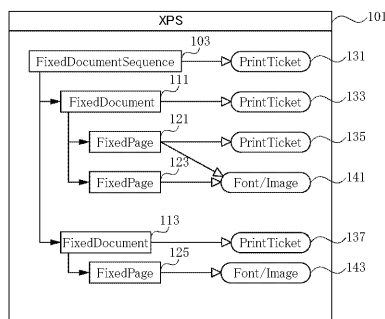 XPS 101
103
FixedDocumentSequence PrintTicket 131
111
FixedDocument PrintTicket 133
121
FixedPage PrintTicket 135
123
FixedPage Font/Image 141
113
FixedDocument PrintTicket 137
125
FixedPage Font/Image 143